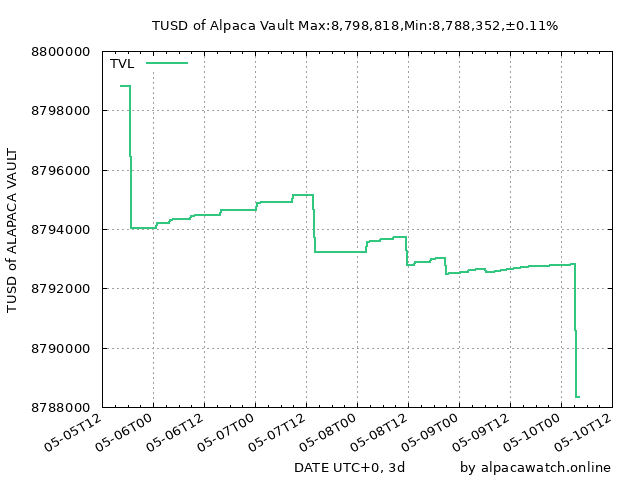 TUSD of Alpaca Vault Max:8,798,818,Min:8,788,352,±0.11%
TVL
TUSD of ALAPACA VAULT
8800000
8798000
8796000
8794000
8792000
8790000
8788000
05-05T12
05-06T00
05-06T12
05-07T00
05-07T12
05-08T00
05-08T12
05-09T00
05-09T12
05-10T00
05-10T12
DATE UTC+0, 3d
by alpacawatch.online